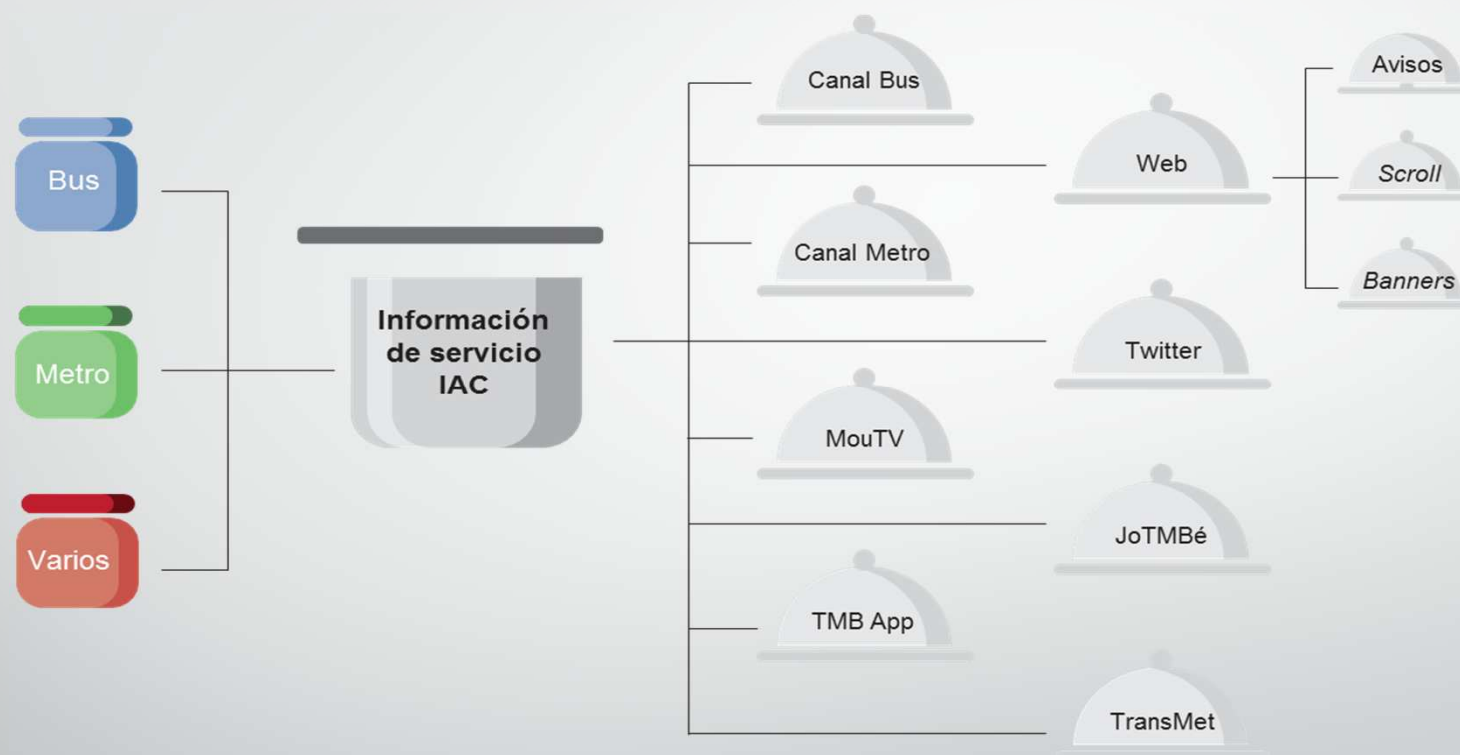 Bus
Metro
Varios
Información
de servicio
IAC
Canal Bus
Canal Metro
MouTV
TMB App
Web
Twitter
JoTMBé
TransMet
Avisos
Scroll
Banners